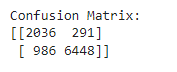 Confusion Matrix:
[[2036  291]
 [ 986 6448]]